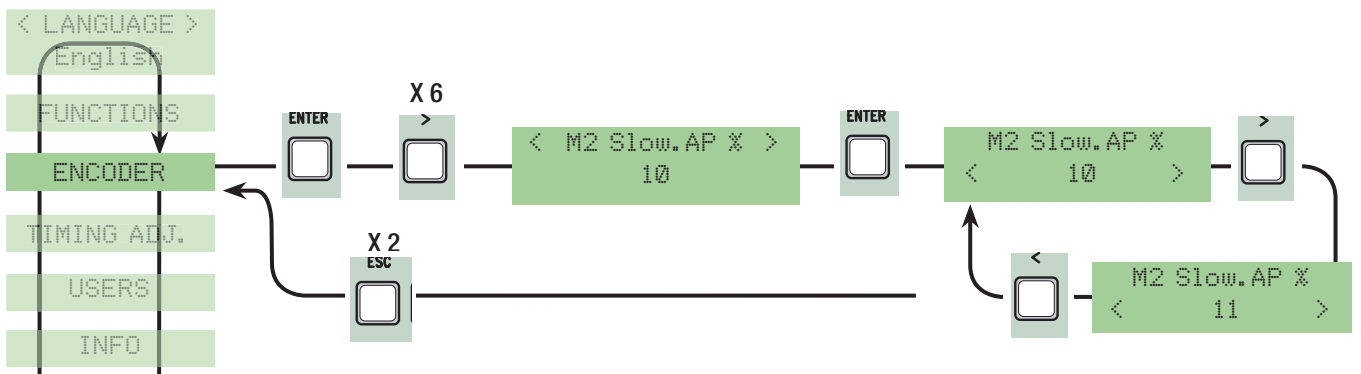 < LANGUAGE >
English
FUNCTIONS
ENCODER
TIMING ADJ.
USERS
INFO
ENTER
X 6
>
< M2 Slow.AP % >
10
ENTER
M2 Slow.AP %
< 10 >
>
X 2
ESC
<
M2 Slow.AP %
< 11 >